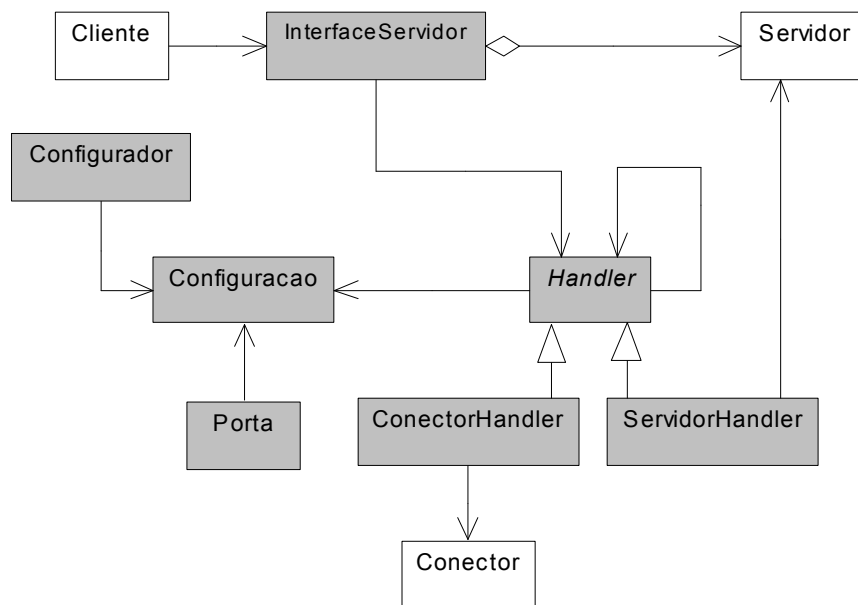 Cliente
InterfaceServidor
Servidor
Configurador
Configuracao
Handler
Porta
ConectorHandler
ServidorHandler
Conector